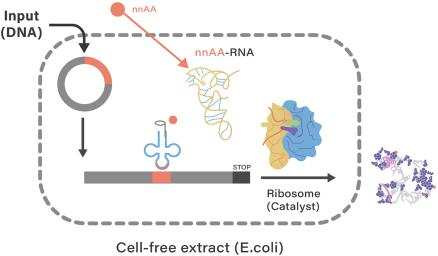 Input
(DNA)
nnAA
nnAA-RNA
STOP
Ribosome
(Catalyst)
Cell-free extract (E.coli)